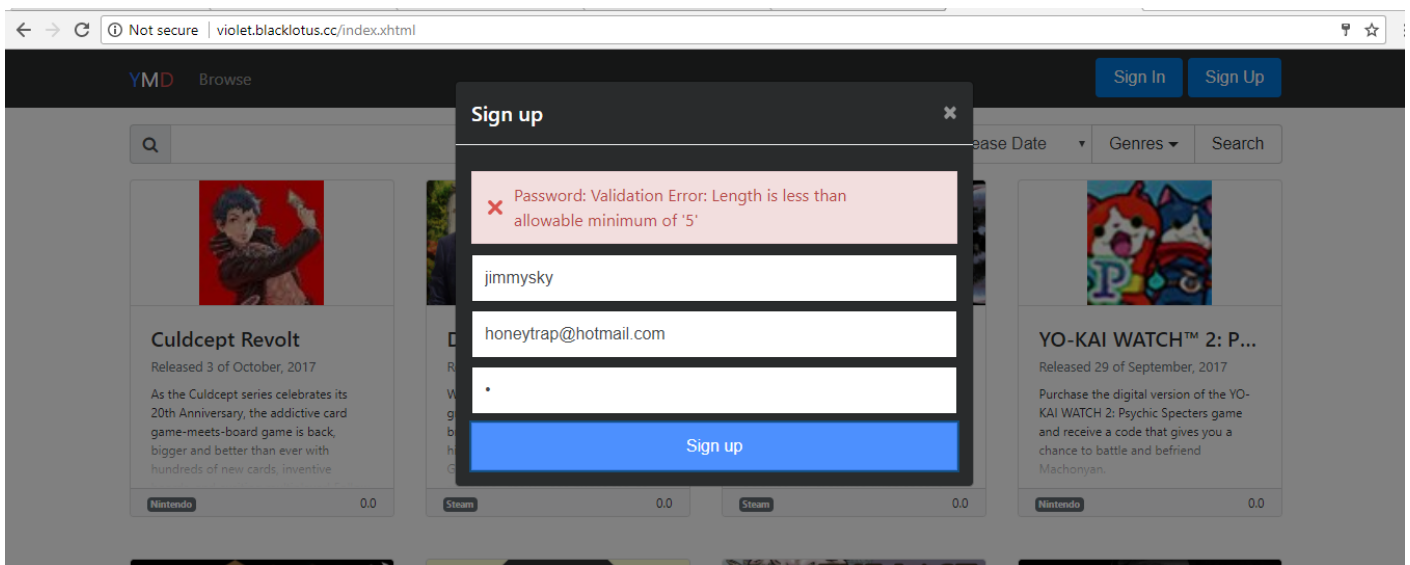 Not secure | violet.blacklotus.cc/index.xhtml
YMD Browse Sign In Sign Up
Sign up ×
ease Date Genres Search
Password: Validation Error: Length is less than
allowable minimum of '5'
jimmysky
honeytrap@hotmail.com
•
Sign up
Culdcept Revolt
Released 3 of October, 2017
As the Culdcept series celebrates its
20th Anniversary, the addictive card
game-meets-board game is back,
bigger and better than ever with
hundreds of new cards, inventive
Nintendo 0.0
Steam 0.0
Steam 0.0
YO-KAI WATCH™ 2: P...
Released 29 of September, 2017
Purchase the digital version of the YO-
KAI WATCH 2: Psychic Specters game
and receive a code that gives you a
chance to battle and befriend
Machonyan.
Nintendo 0.0